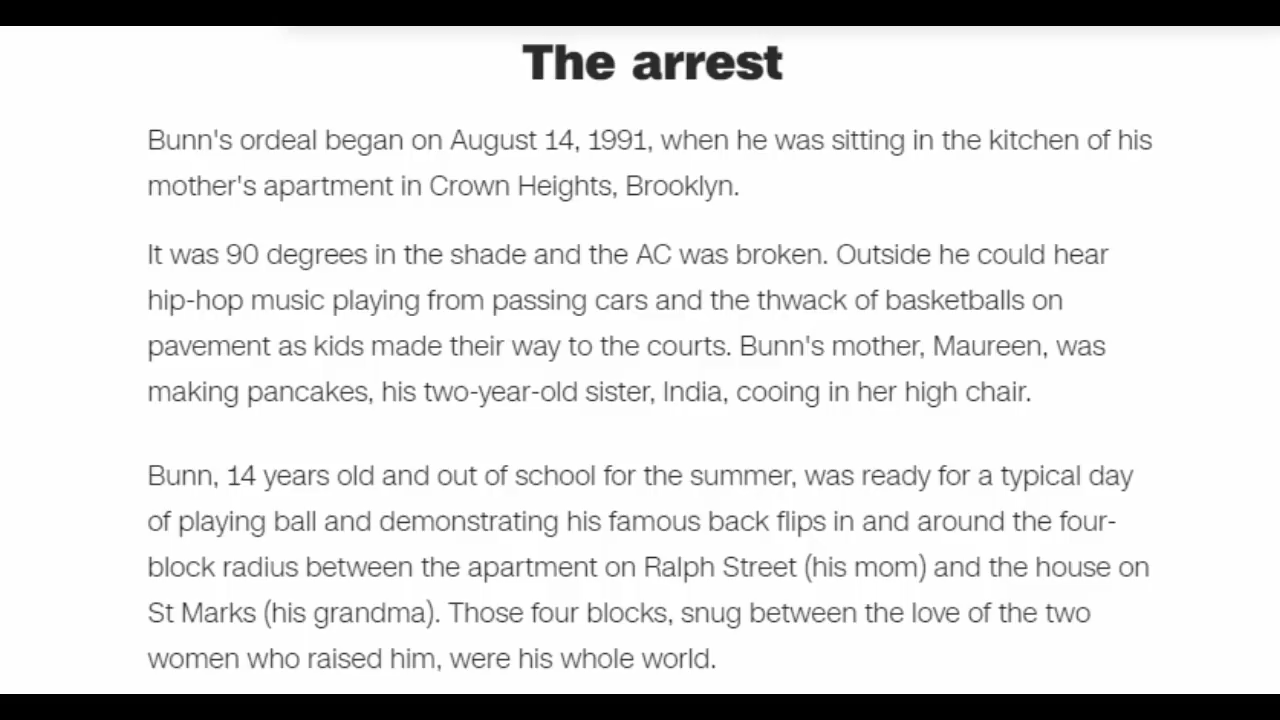 The arrest
Bunn's ordeal began on August 14, 1991, when he was sitting in the kitchen of his
mother's apartment in Crown Heights, Brooklyn.
It was 90 degrees in the shade and the AC was broken. Outside he could hear
hip-hop music playing from passing cars and the thwack of basketballs on
pavement as kids made their way to the courts. Bunn's mother, Maureen, was
making pancakes, his two-year-old sister, India, cooing in her high chair.
Bunn, 14 years old and out of school for the summer, was ready for a typical day
of playing ball and demonstrating his famous back flips in and around the four-
block radius between the apartment on Ralph Street (his mom) and the house on
St Marks (his grandma). Those four blocks, snug between the love of the two
women who raised him, were his whole world.